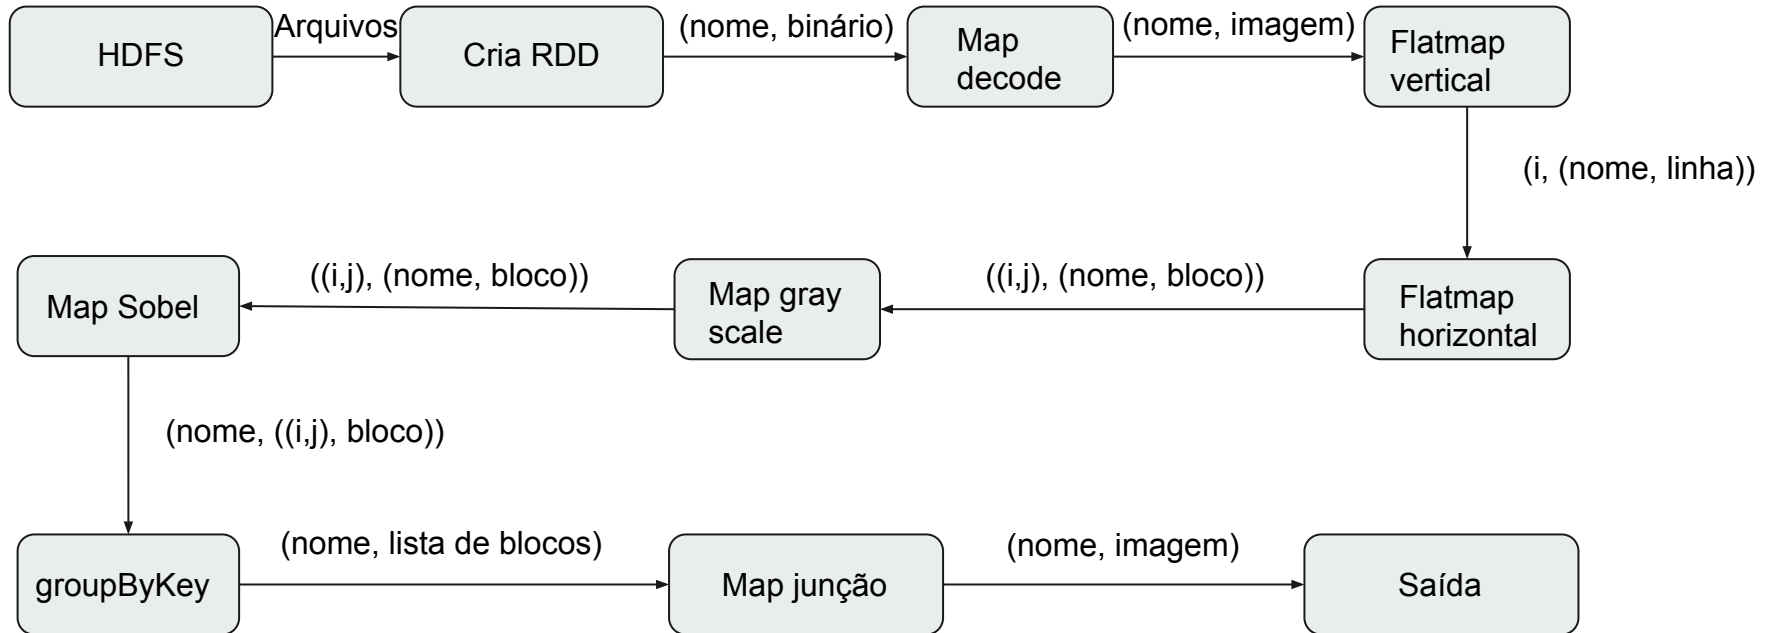 HDFS
Arquivos
Cria RDD
(nome, binário)
Map
decode
(nome, imagem)
Flatmap
vertical
(i, (nome, linha))
Flatmap
horizontal
((i,j), (nome, bloco))
Map gray
scale
((i,j), (nome, bloco))
Map Sobel
(nome, ((i,j), bloco))
groupByKey
(nome, lista de blocos)
Map junção
(nome, imagem)
Saída